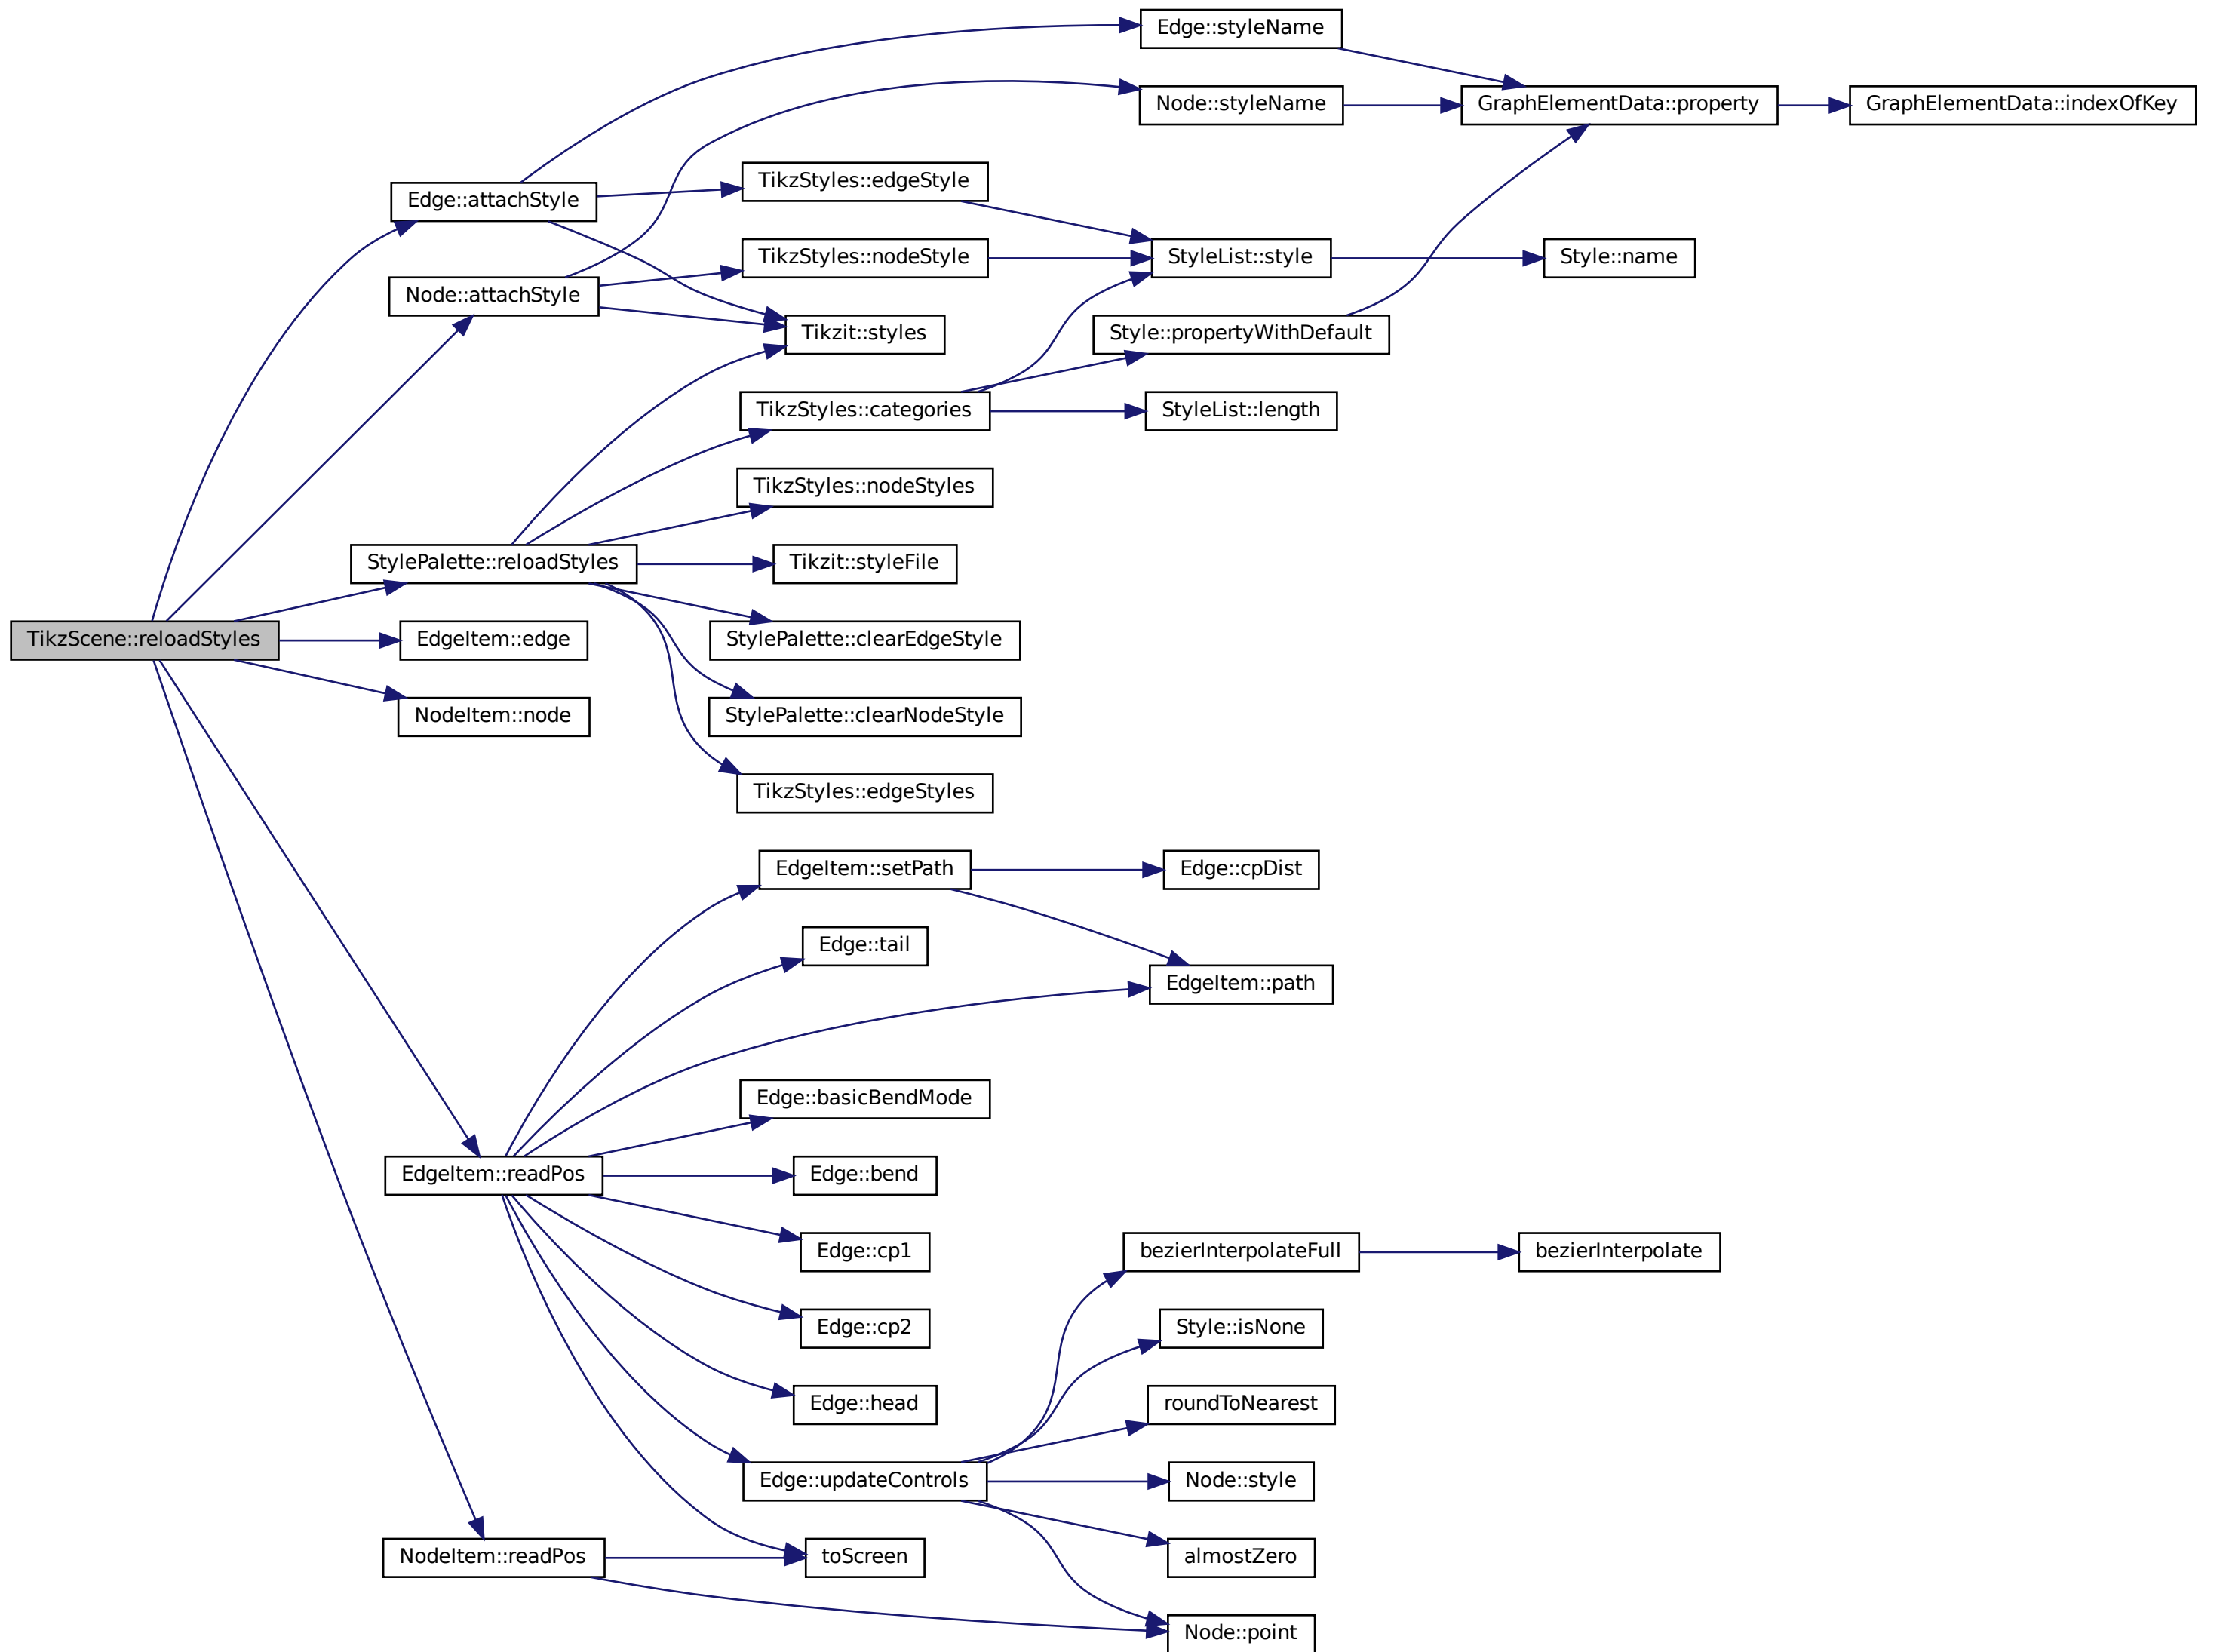 Edge::styleName
Node::styleName
GraphElementData::property
GraphElementData::indexOfKey
Edge::attachStyle
TikzStyles::edgeStyle
Node::attachStyle
TikzStyles::nodeStyle
StyleList::style
Style::name
Tikzit::styles
Style::propertyWithDefault
TikzStyles::categories
StyleList::length
TikzStyles::nodeStyles
StylePalette::reloadStyles
Tikzit::styleFile
TikzScene::reloadStyles
EdgeItem::edge
StylePalette::clearEdgeStyle
NodeItem::node
StylePalette::clearNodeStyle
TikzStyles::edgeStyles
EdgeItem::setPath
Edge::cpDist
Edge::tail
EdgeItem::path
Edge::basicBendMode
EdgeItem::readPos
Edge::bend
Edge::cp1
bezierInterpolateFull
bezierInterpolate
Edge::cp2
Style::isNone
Edge::head
roundToNearest
Edge::updateControls
Node::style
NodeItem::readPos
toScreen
almostZero
Node::point